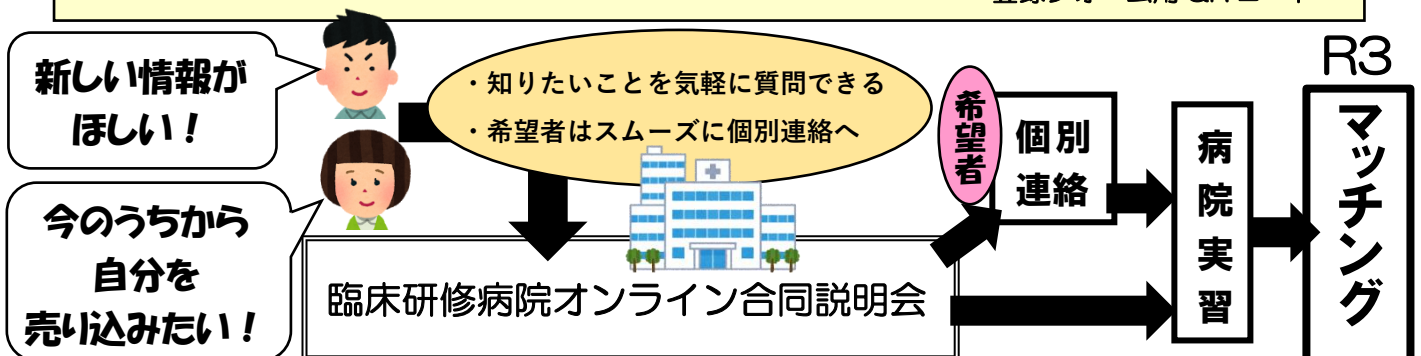 新しい情報が
ほしい！
・知りたいことを気軽に質問できる
・希望者はスムーズに個別連絡へ
今のうちから
自分を
売り込みたい！
臨床研修病院オンライン合同説明会
希望者
個別
連絡
病院実習
R3
マッチング